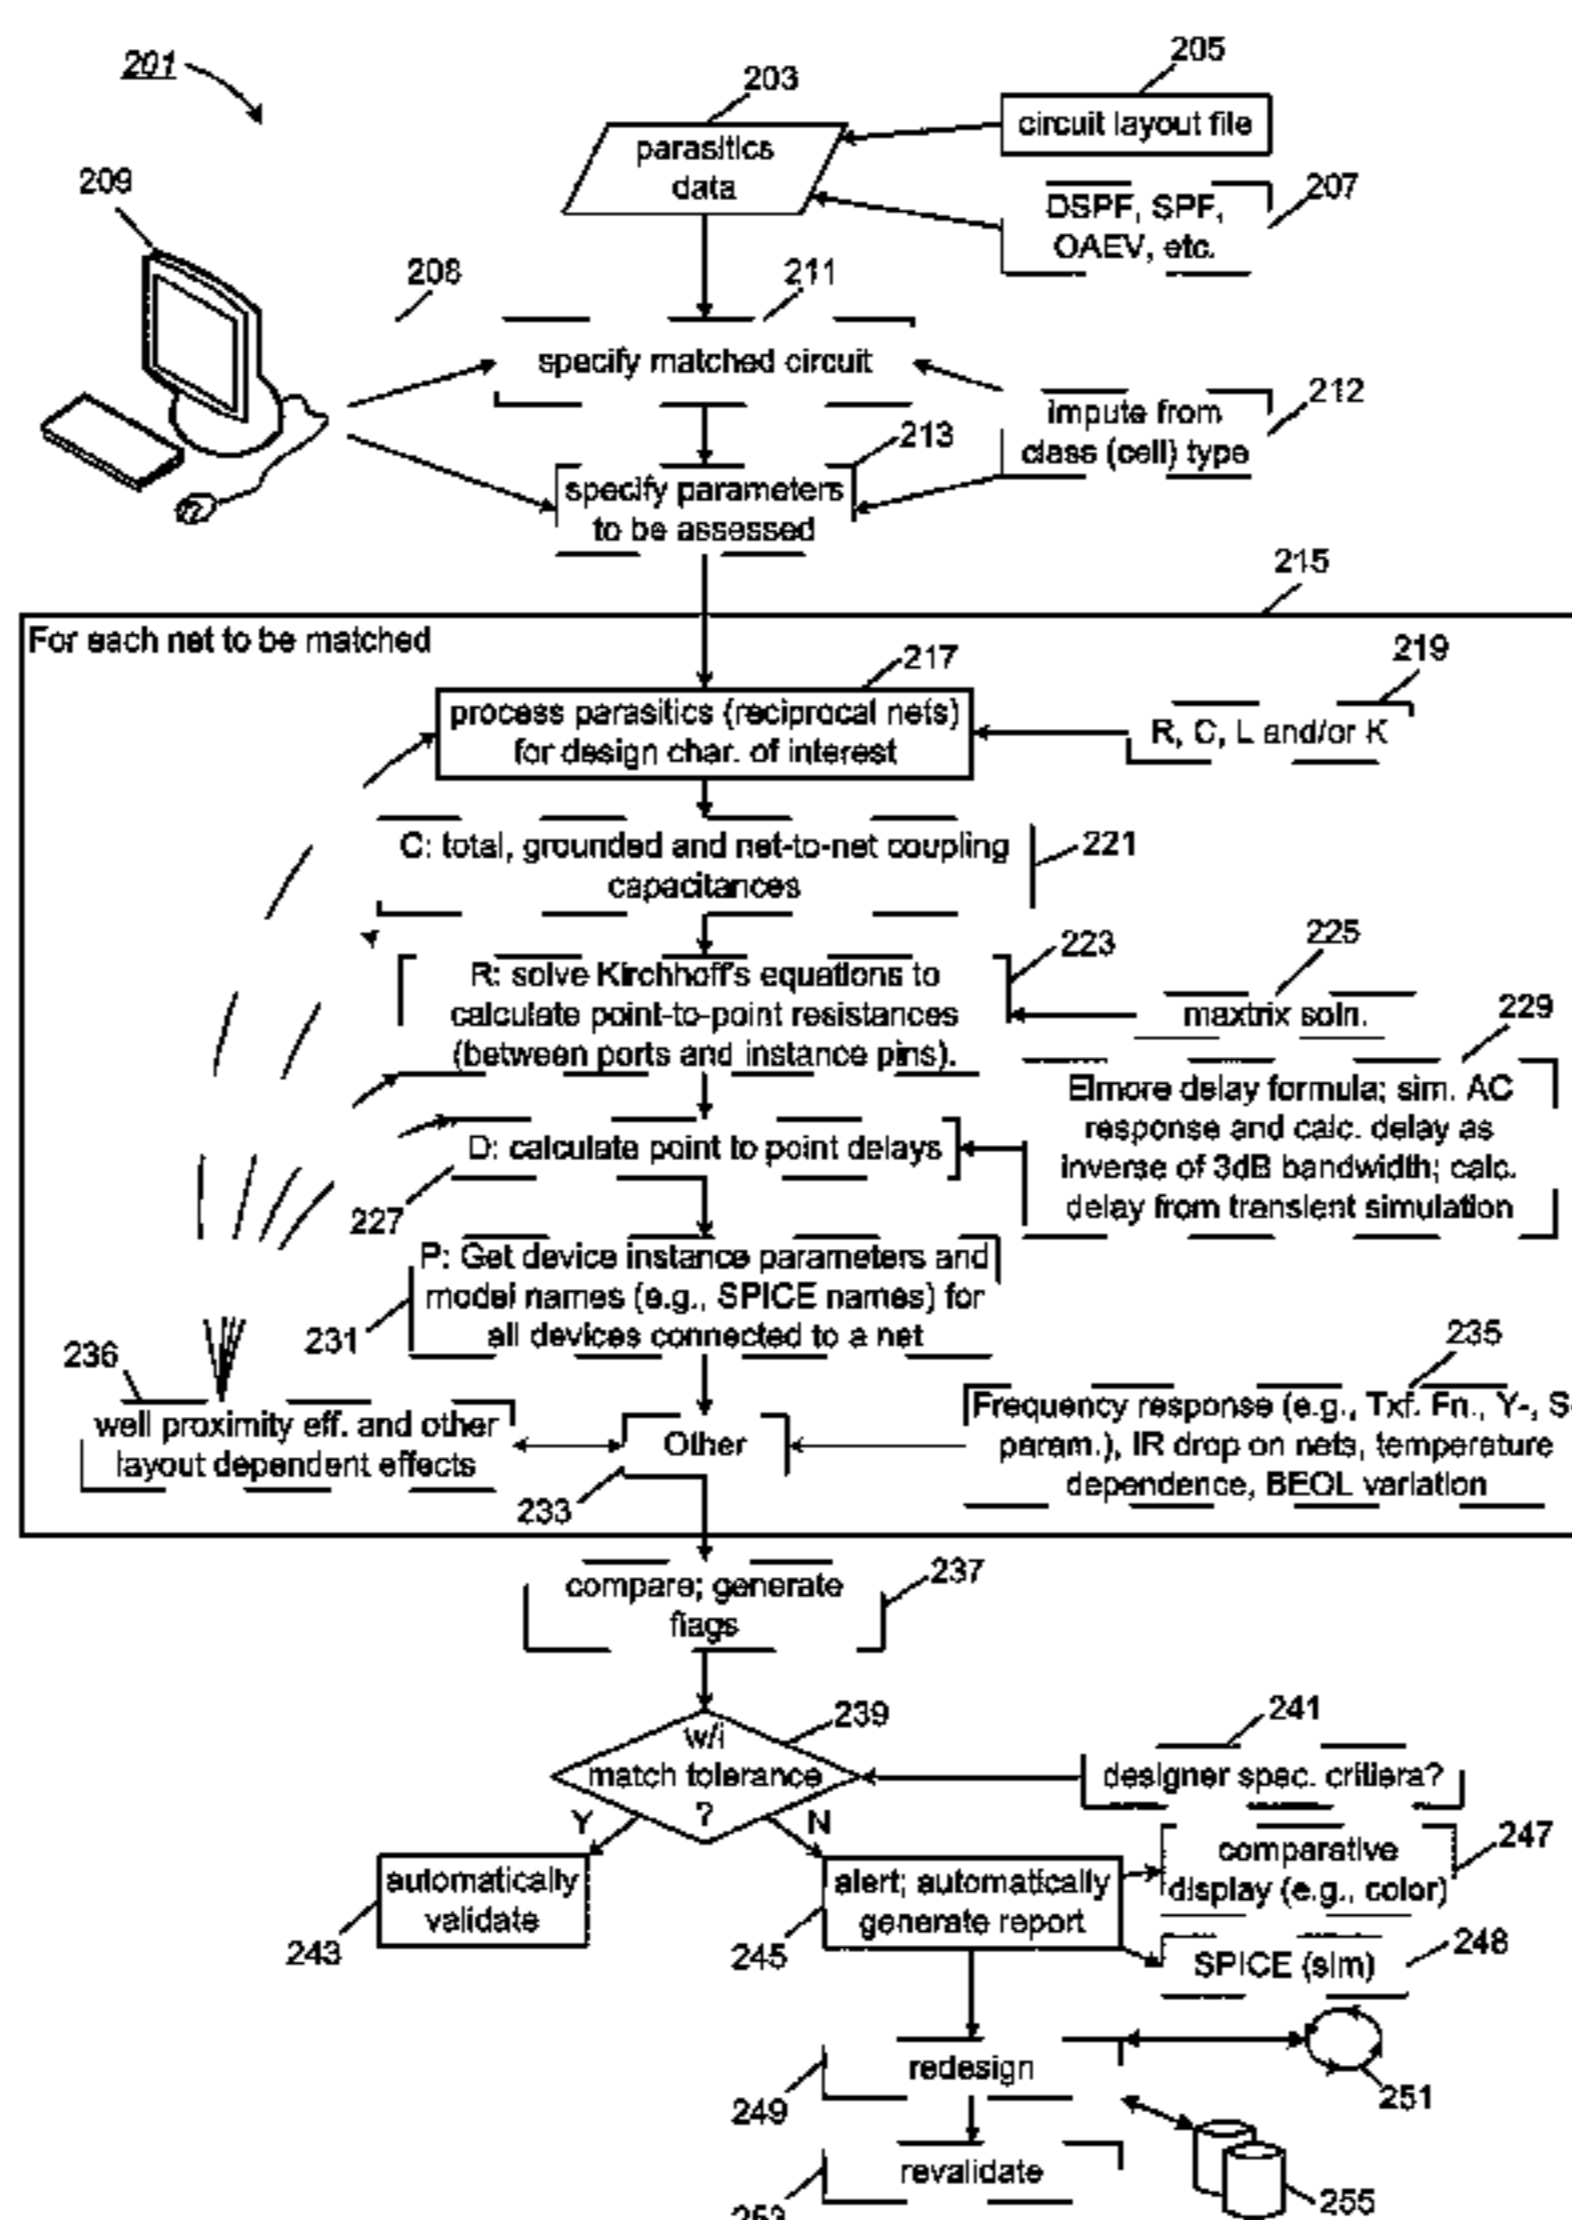 201
203
205
parasitics
data
circuit layout file
209
207
DSPF, SPF,
OAEV, etc.
208
211
specify matched circuit
212
impute from
class (cell) type
213
specify parameters
to be assessed
215
For each net to be matched
217
219
process parasitics (reciprocal nets)
for design char. of interest
R, C, L and/or K
C: total, grounded and net-to-net coupling
capacitances
221
223
225
R: solve Kirchhoff's equations to
calculate point-to-point resistances
(between ports and instance pins).
maxtrix soln.
229
Elmore delay formula; sim. AC
response and calc. delay as
inverse of 3dB bandwidth; calc.
delay from transient simulation
D: calculate point to point delays
227
P: Get device instance parameters and
model names (e.g., SPICE names) for
all devices connected to a net
231
236
235
well proximity eff. and other
layout dependent effects
Other
233
Frequency response (e.g., Txf. Fn., Y-, S-
param.), IR drop on nets, temperature
dependence, BEOL variation
compare; generate
flags
237
w/i
match tolerance
?
239
241
designer spec. critiera?
Y
N
automatically
validate
243
alert; automatically
generate report
245
comparative
display (e.g., color)
247
SPICE (sim)
248
redesign
249
251
revalidate
253
255